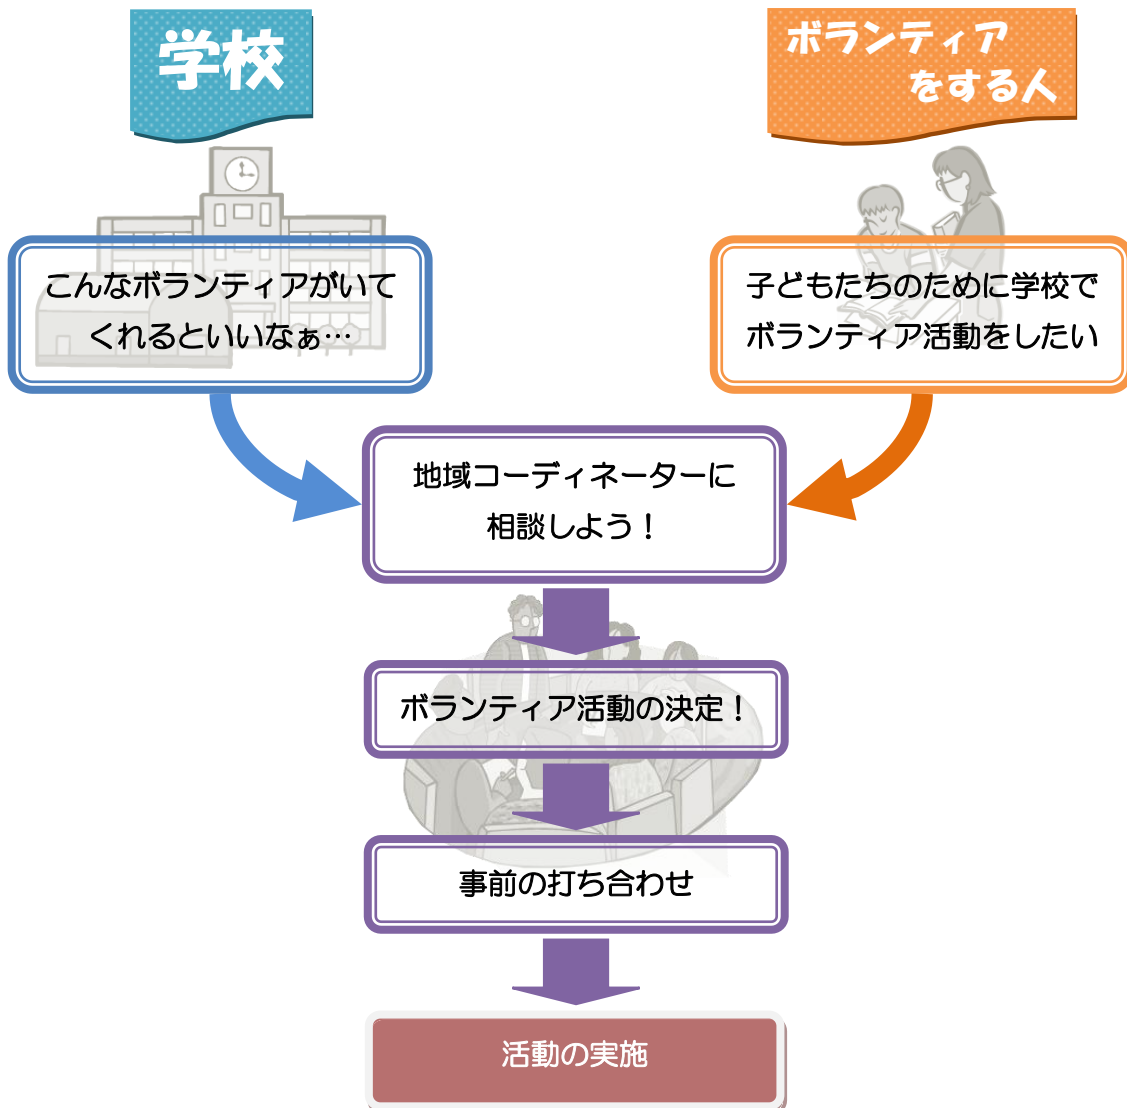 学校
ボランティア
をする人
こんなボランティアがいて
くれるといいなぁ…
子どもたちのために学校で
ボランティア活動をしたい
地域コーディネーターに
相談しよう！
ボランティア活動の決定！
事前の打ち合わせ
活動の実施